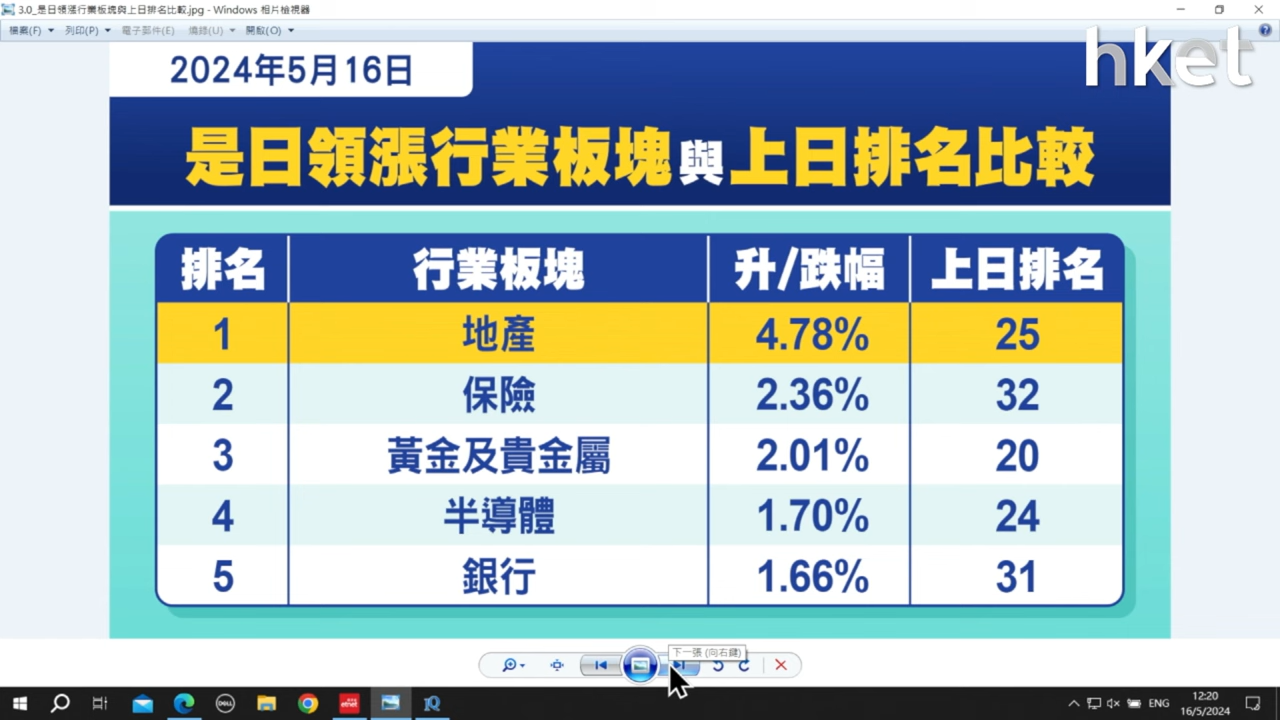 3.0_是日領漲行業板塊與上日排名比較.jpg - Windows 相片檢視器
檔案(F) 列印(P) 電子郵件(E) 燒錄(U) 開啟(O)
hket
2024年5月16日
是日領漲行業板塊與上日排名比較
排名 行業板塊 升/跌幅 上日排名
1 地產 4.78% 25
2 保險 2.36% 32
3 黃金及貴金屬 2.01% 20
4 半導體 1.70% 24
5 銀行 1.66% 31
下一張 (向右鍵)
DELL etnet IQ ENG 12:20
16/5/2024